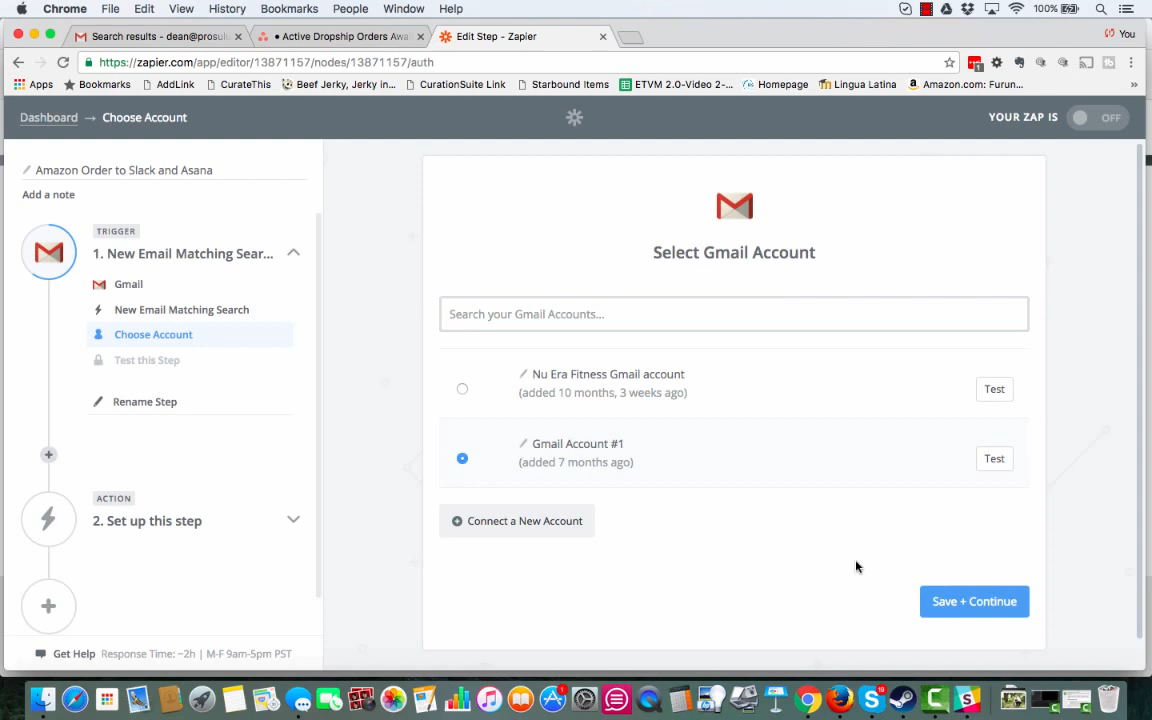 Chrome File Edit View History Bookmarks People Window Help 100%
Search results - dean@prosul
• Active Dropship Orders Awa
Edit Step - Zapier
You
https://zapier.com/app/editor/13871157/nodes/13871157/auth
Apps Bookmarks AddLink CurateThis Beef Jerky, Jerky in... CurationSuite Link Starbound Items ETVM 2.0-Video 2-... Homepage Lingua Latina Amazon.com: Furun... »
Dashboard → Choose Account
YOUR ZAP IS OFF
Amazon Order to Slack and Asana
Add a note
TRIGGER
1. New Email Matching Sear...
Gmail
New Email Matching Search
Choose Account
Test this Step
Rename Step
ACTION
2. Set up this step
Get Help Response Time: ~2h | M-F 9am-5pm PST
Select Gmail Account
Search your Gmail Accounts...
Nu Era Fitness Gmail account
(added 10 months, 3 weeks ago)
Test
Gmail Account #1
(added 7 months ago)
Test
Connect a New Account
Save + Continue